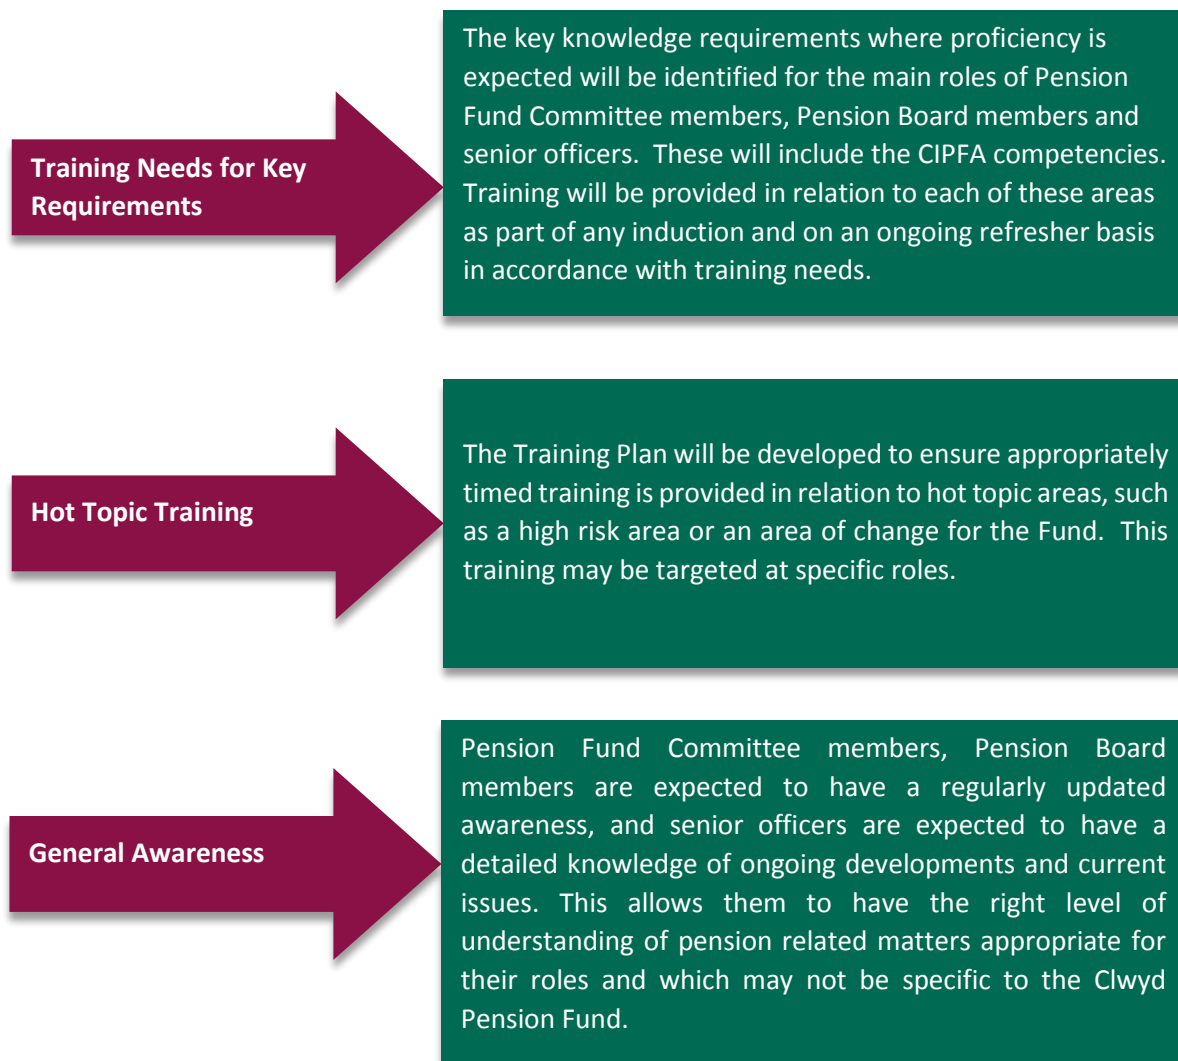 Training Needs for Key
Requirements
The key knowledge requirements where proficiency is
expected will be identified for the main roles of Pension
Fund Committee members, Pension Board members and
senior officers.  These will include the CIPFA competencies.
Training will be provided in relation to each of these areas
as part of any induction and on an ongoing refresher basis
in accordance with training needs.
Hot Topic Training
The Training Plan will be developed to ensure appropriately
timed training is provided in relation to hot topic areas, such
as a high risk area or an area of change for the Fund.  This
training may be targeted at specific roles.
General Awareness
Pension Fund Committee members, Pension Board
members are expected to have a regularly updated
awareness, and senior officers are expected to have a
detailed knowledge of ongoing developments and current
issues. This allows them to have the right level of
understanding of pension related matters appropriate for
their roles and which may not be specific to the Clwyd
Pension Fund.